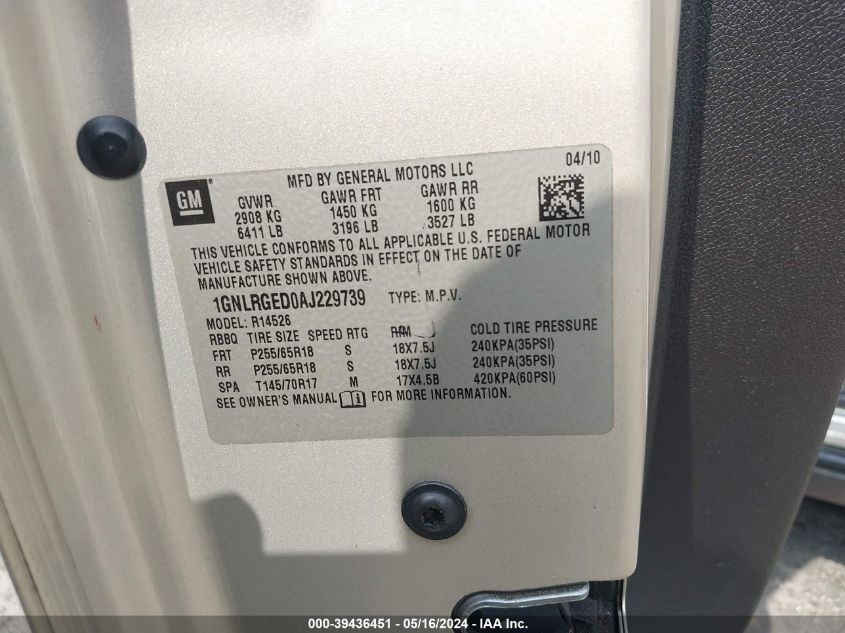 GM
MFD BY GENERAL MOTORS LLC 04/10
GVWR GAWR FRT GAWR RR
2908 KG 1450 KG 1600 KG
6411 LB 3196 LB 3527 LB
THIS VEHICLE CONFORMS TO ALL APPLICABLE U.S. FEDERAL MOTOR
VEHICLE SAFETY STANDARDS IN EFFECT ON THE DATE OF
MANUFACTURE SHOWN ABOVE.
1GNLRGED0AJ229739 TYPE: M.P.V.
MODEL: R14526
RBBQ TIRE SIZE SPEED RTG RIM COLD TIRE PRESSURE
FRT P255/65R18 S 18X7.5J 240KPA(35PSI)
RR P255/65R18 S 18X7.5J 240KPA(35PSI)
SPA T145/70R17 M 17X4.5B 420KPA(60PSI)
SEE OWNER'S MANUAL FOR MORE INFORMATION.
000-39436451 - 05/16/2024 - © IAA Inc.